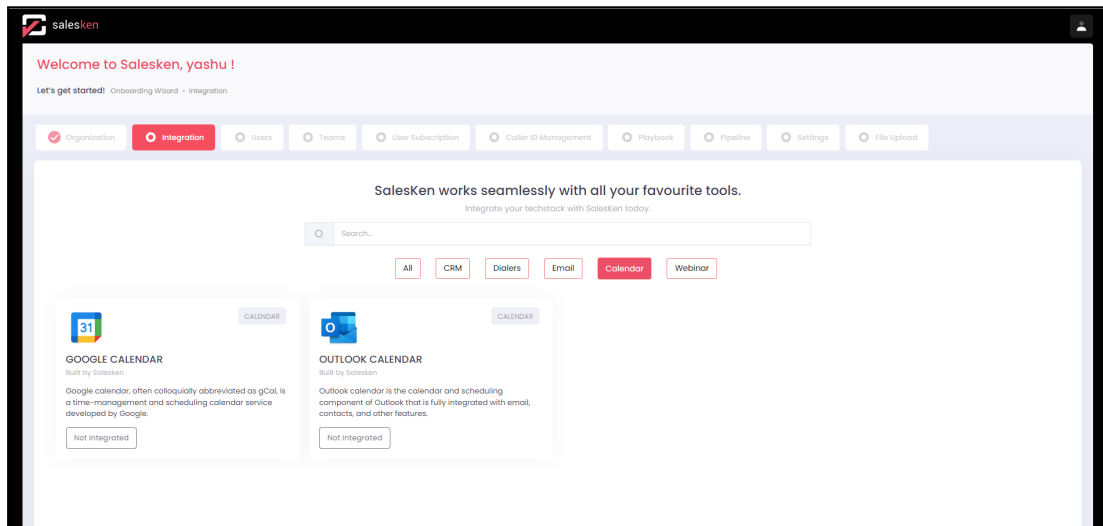 salesken
Welcome to Salesken, yashu !
Let's get started! Onboarding Wizard • Integration
Organization Integration Users Teams User Subscription Caller ID Management Playbook Pipeline Settings File Upload
SalesKen works seamlessly with all your favourite tools.
Integrate your techstack with SalesKen today.
Search...
All CRM Dialers Email Calendar Webinar
31 CALENDAR
GOOGLE CALENDAR
Built by Salesken
Google calendar, often colloquially abbreviated as gCal, is
a time-management and scheduling calendar service
developed by Google.
Not Integrated
O CALENDAR
OUTLOOK CALENDAR
Built by Salesken
Outlook calendar is the calendar and scheduling
component of Outlook that is fully integrated with email,
contacts, and other features.
Not Integrated